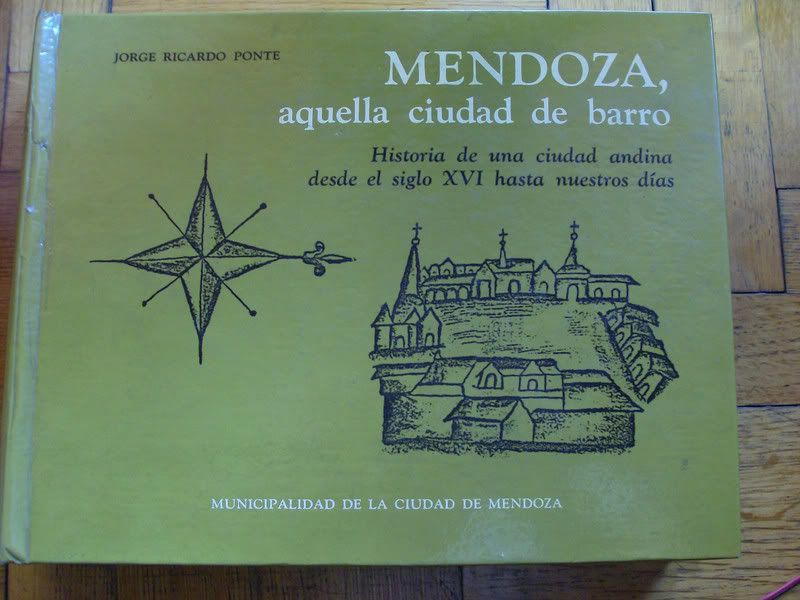 JORGE RICARDO PONTE
MENDOZA,
aquella ciudad de barro
Historia de una ciudad andina
desde el siglo XVI hasta nuestros días
MUNICIPALIDAD DE LA CIUDAD DE MENDOZA